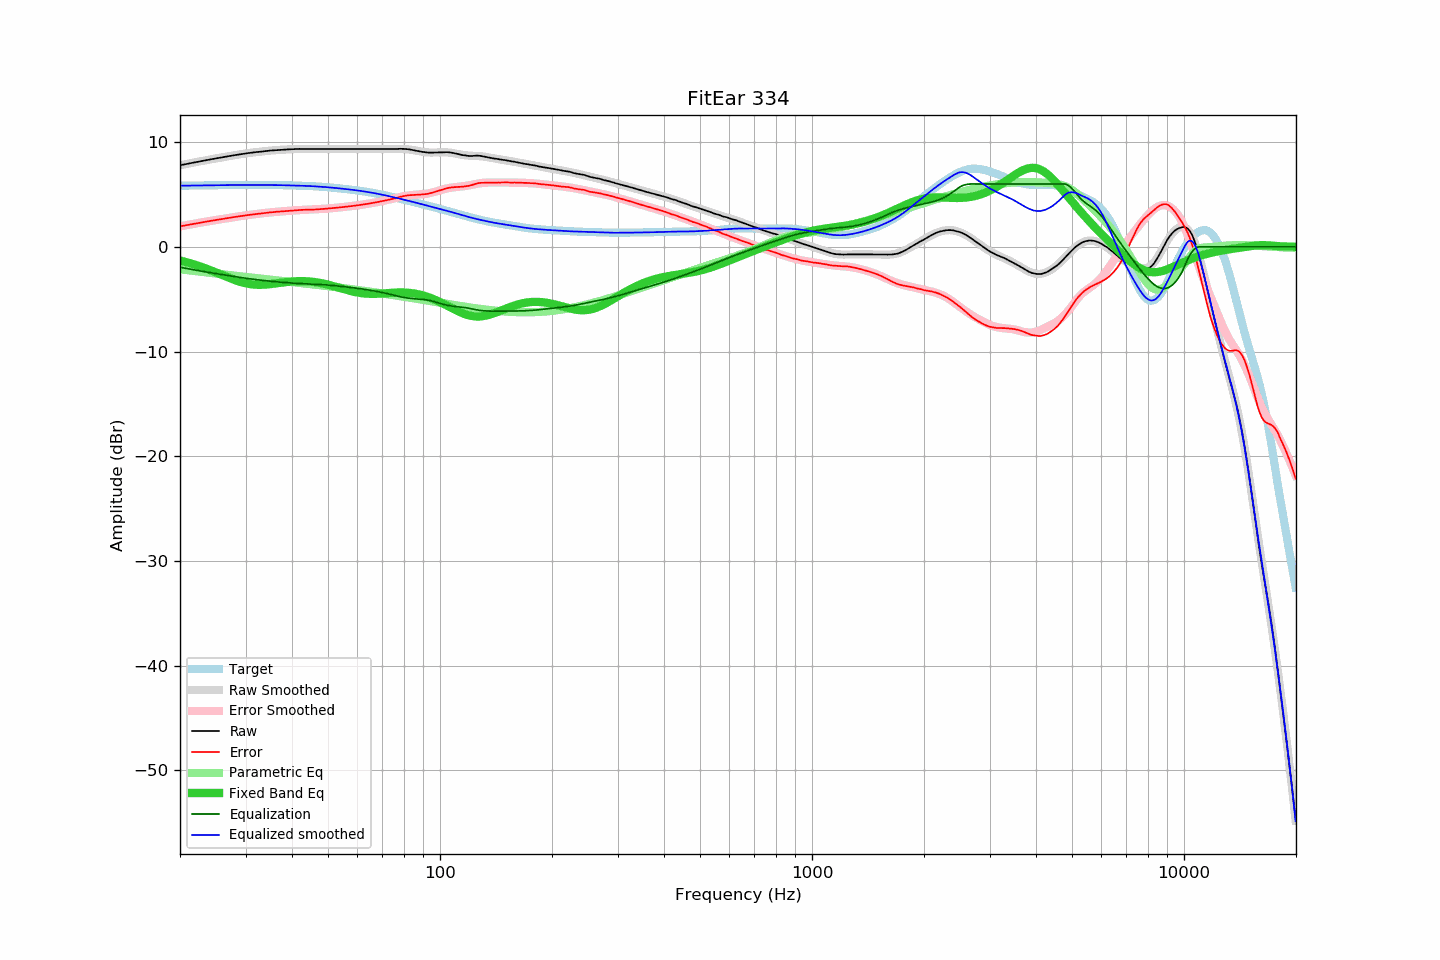 FitEar 334
10
0
−10
−20
−30
−40
−50
Amplitude (dBr)
Target
Raw Smoothed
Error Smoothed
Raw
Error
Parametric Eq
Fixed Band Eq
Equalization
Equalized smoothed
100
1000
10000
Frequency (Hz)